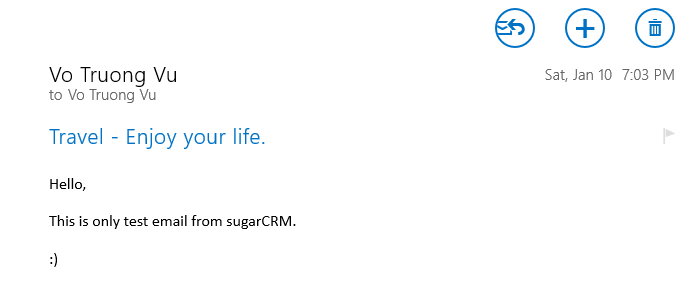 Vo Truong Vu
Sat, Jan 10 7:03 PM
to Vo Truong Vu
Travel - Enjoy your life.
Hello,
This is only test email from sugarCRM.
:)